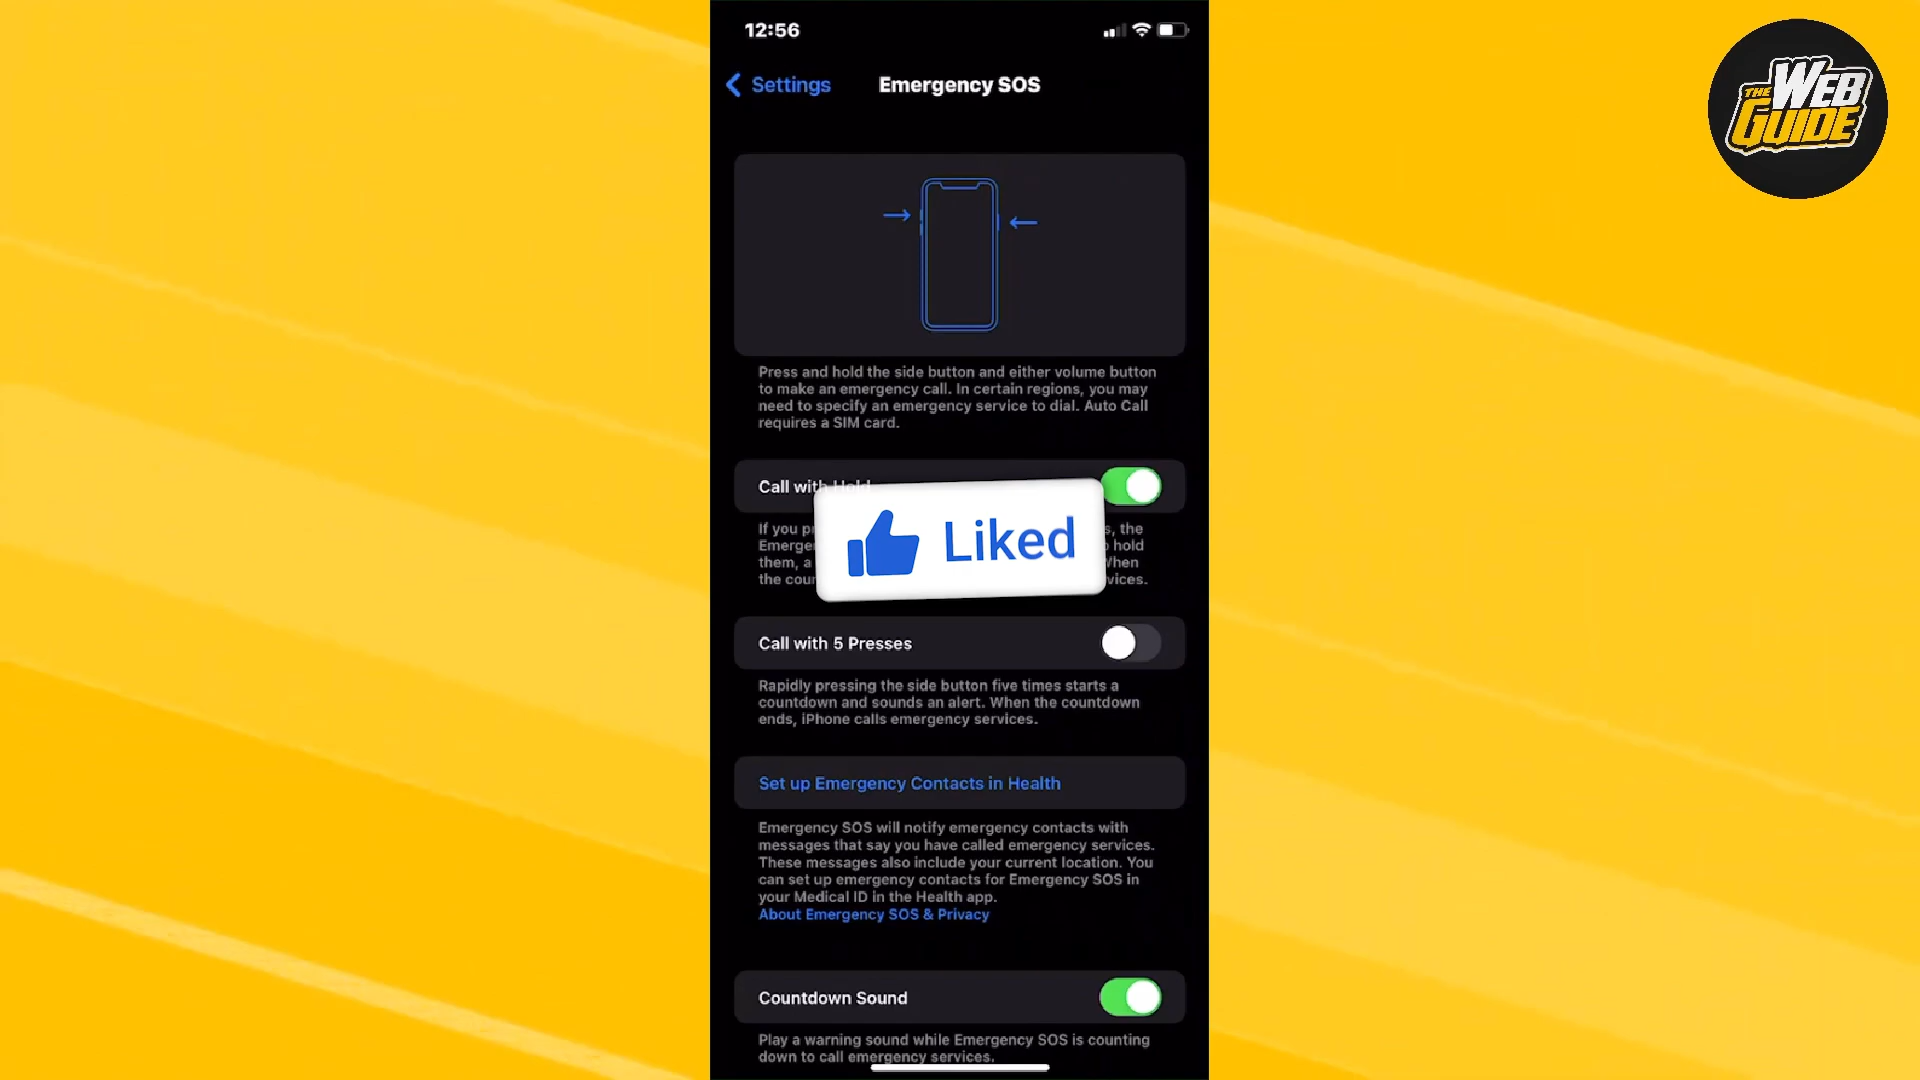 12:56
Settings
Emergency SOS
THE WEB
GUIDE
Press and hold the side button and either volume button
to make an emergency call. In certain regions, you may
need to specify an emergency service to dial. Auto Call
requires a SIM card.
Call with Hold
If you s, the
hold
them, a When
the
Liked
Call with 5 Presses
Rapidly pressing the side button five times starts a
countdown and sounds an alert. When the countdown
ends, iPhone calls emergency services.
Set up Emergency Contacts in Health
Emergency SOS will notify emergency contacts with
messages that say you have called emergency services.
These messages also include your current location. You
can set up emergency contacts for Emergency SOS in
your Medical ID in the Health app.
About Emergency SOS & Privacy
Countdown Sound
Play a warning sound while Emergency SOS is counting
down to call emergency services.